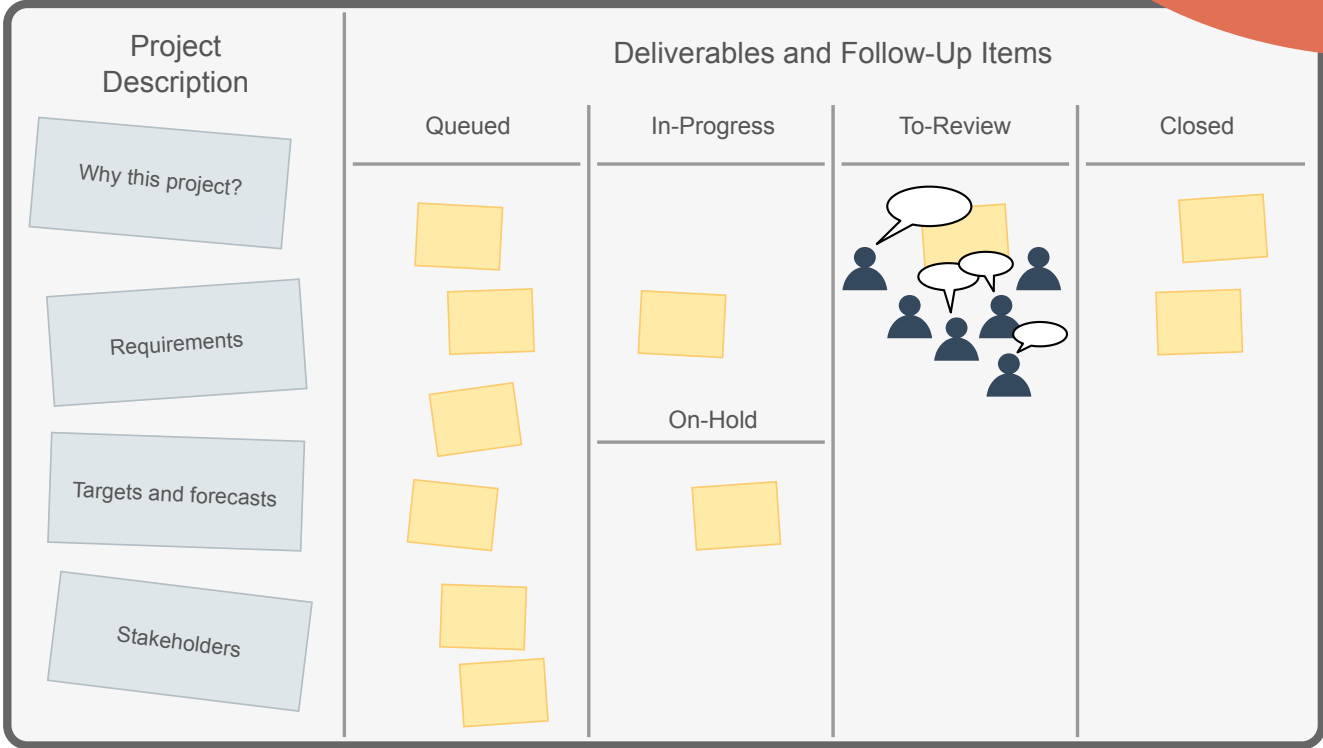 Project
Description
Why this project?
Requirements
Targets and forecasts
Stakeholders
Deliverables and Follow-Up Items
Queued
In-Progress
On-Hold
To-Review
Closed